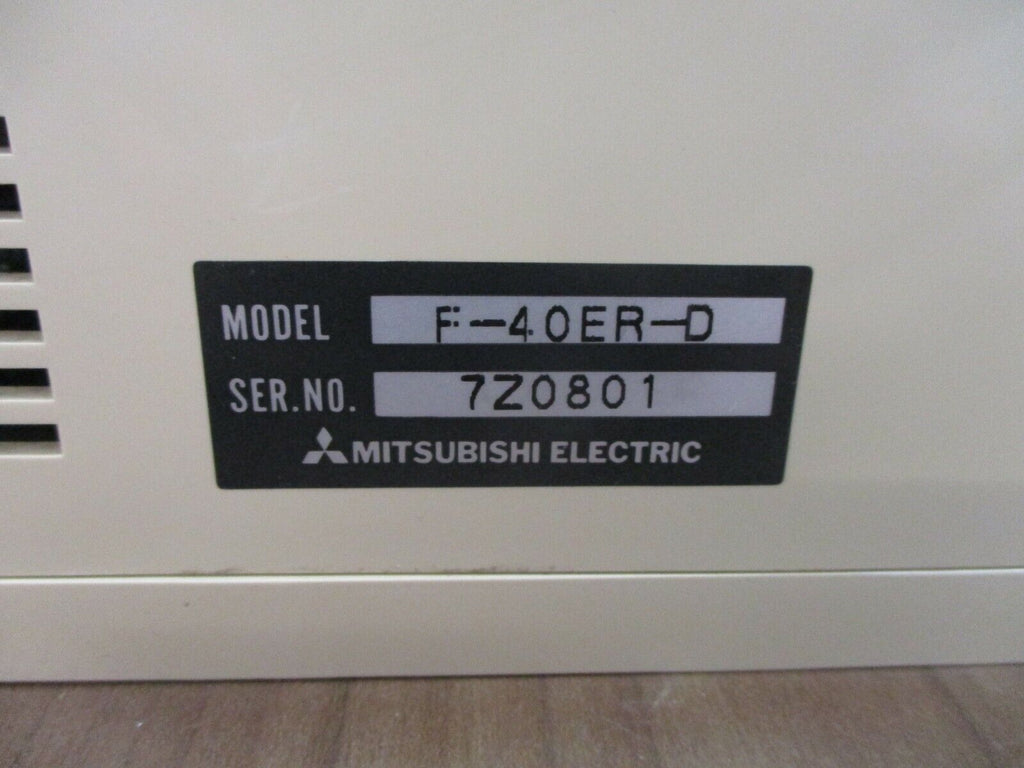 MODEL F-40ER-D
SER.NO. 7Z0801
MITSUBISHI ELECTRIC